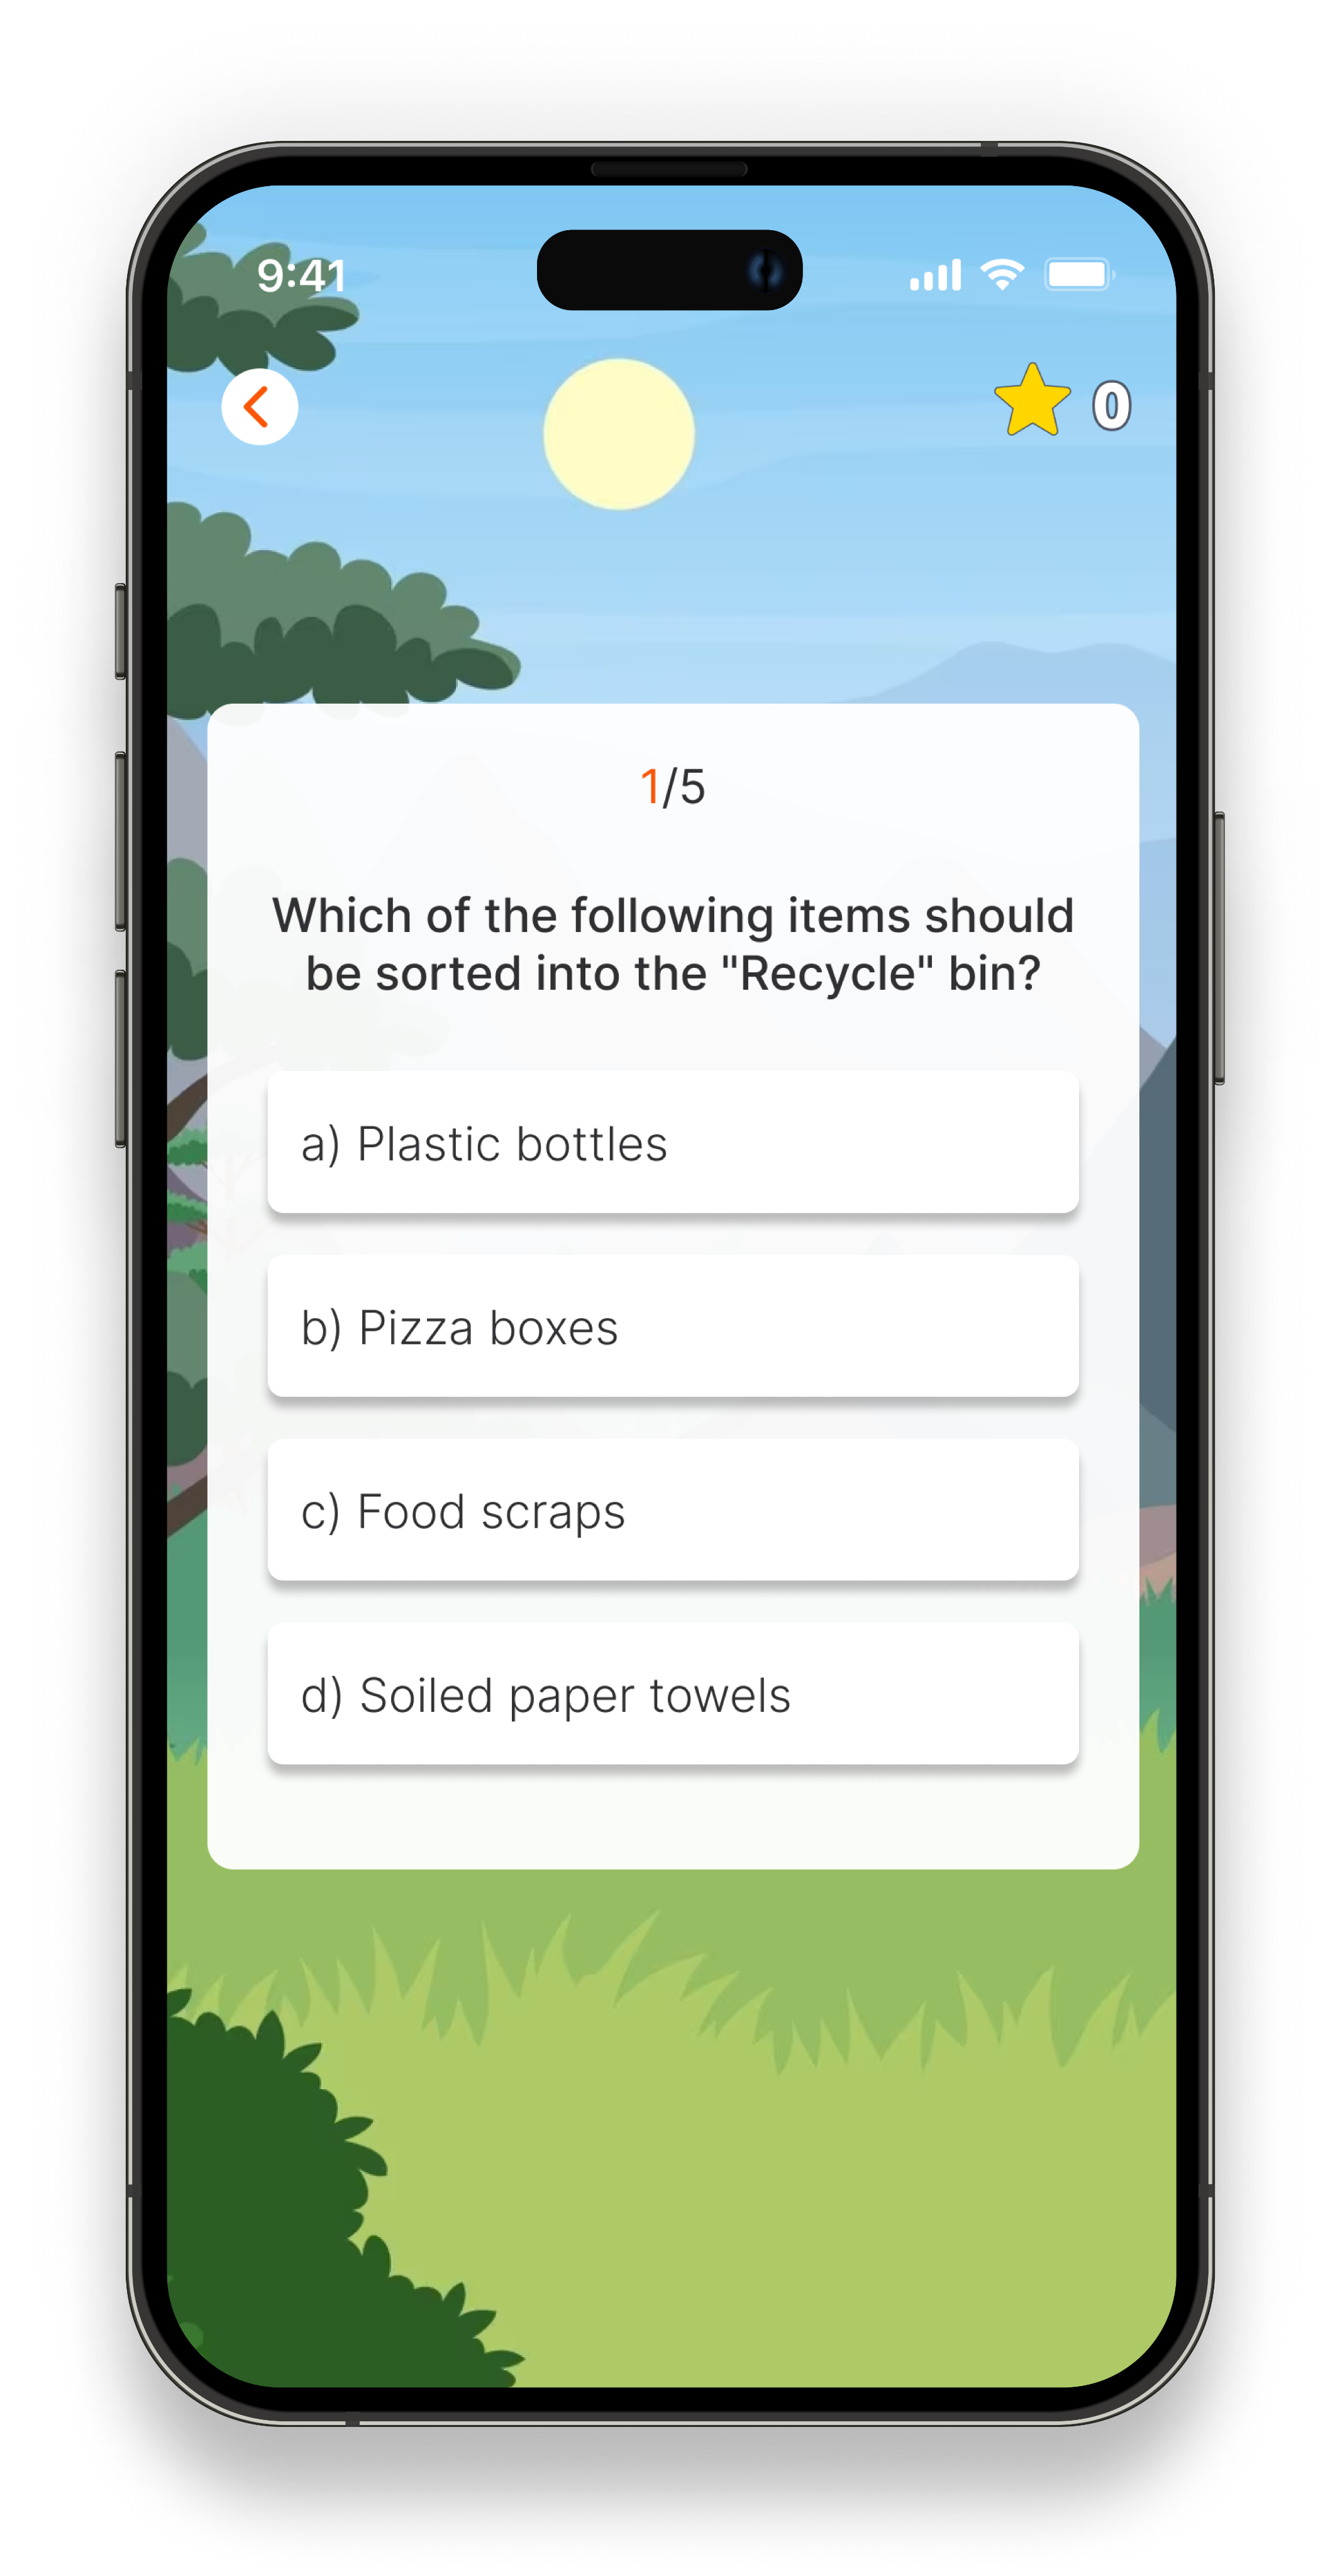 9:41
0
1/5
Which of the following items should
be sorted into the "Recycle" bin?
a) Plastic bottles
b) Pizza boxes
c) Food scraps
d) Soiled paper towels